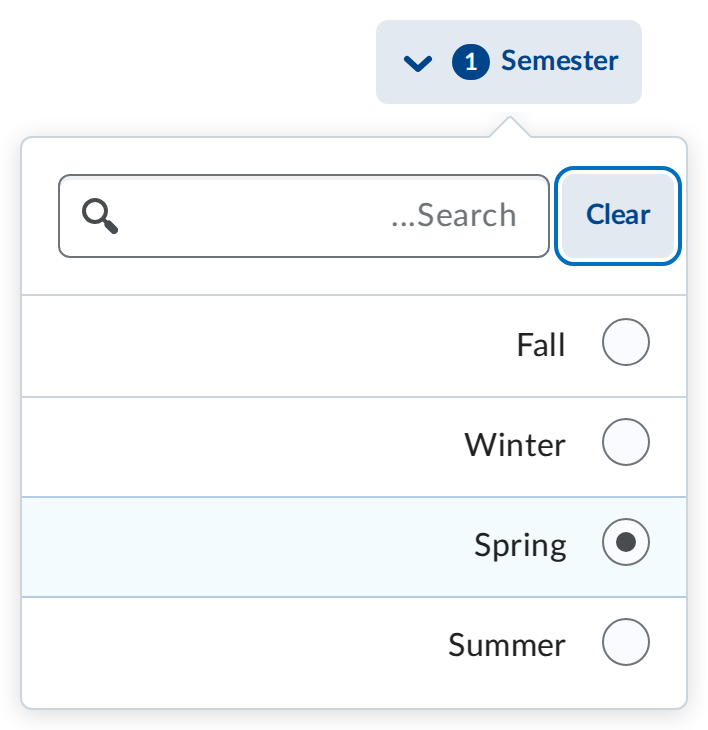 1 Semester
...Search
Clear
Fall
Winter
Spring
Summer